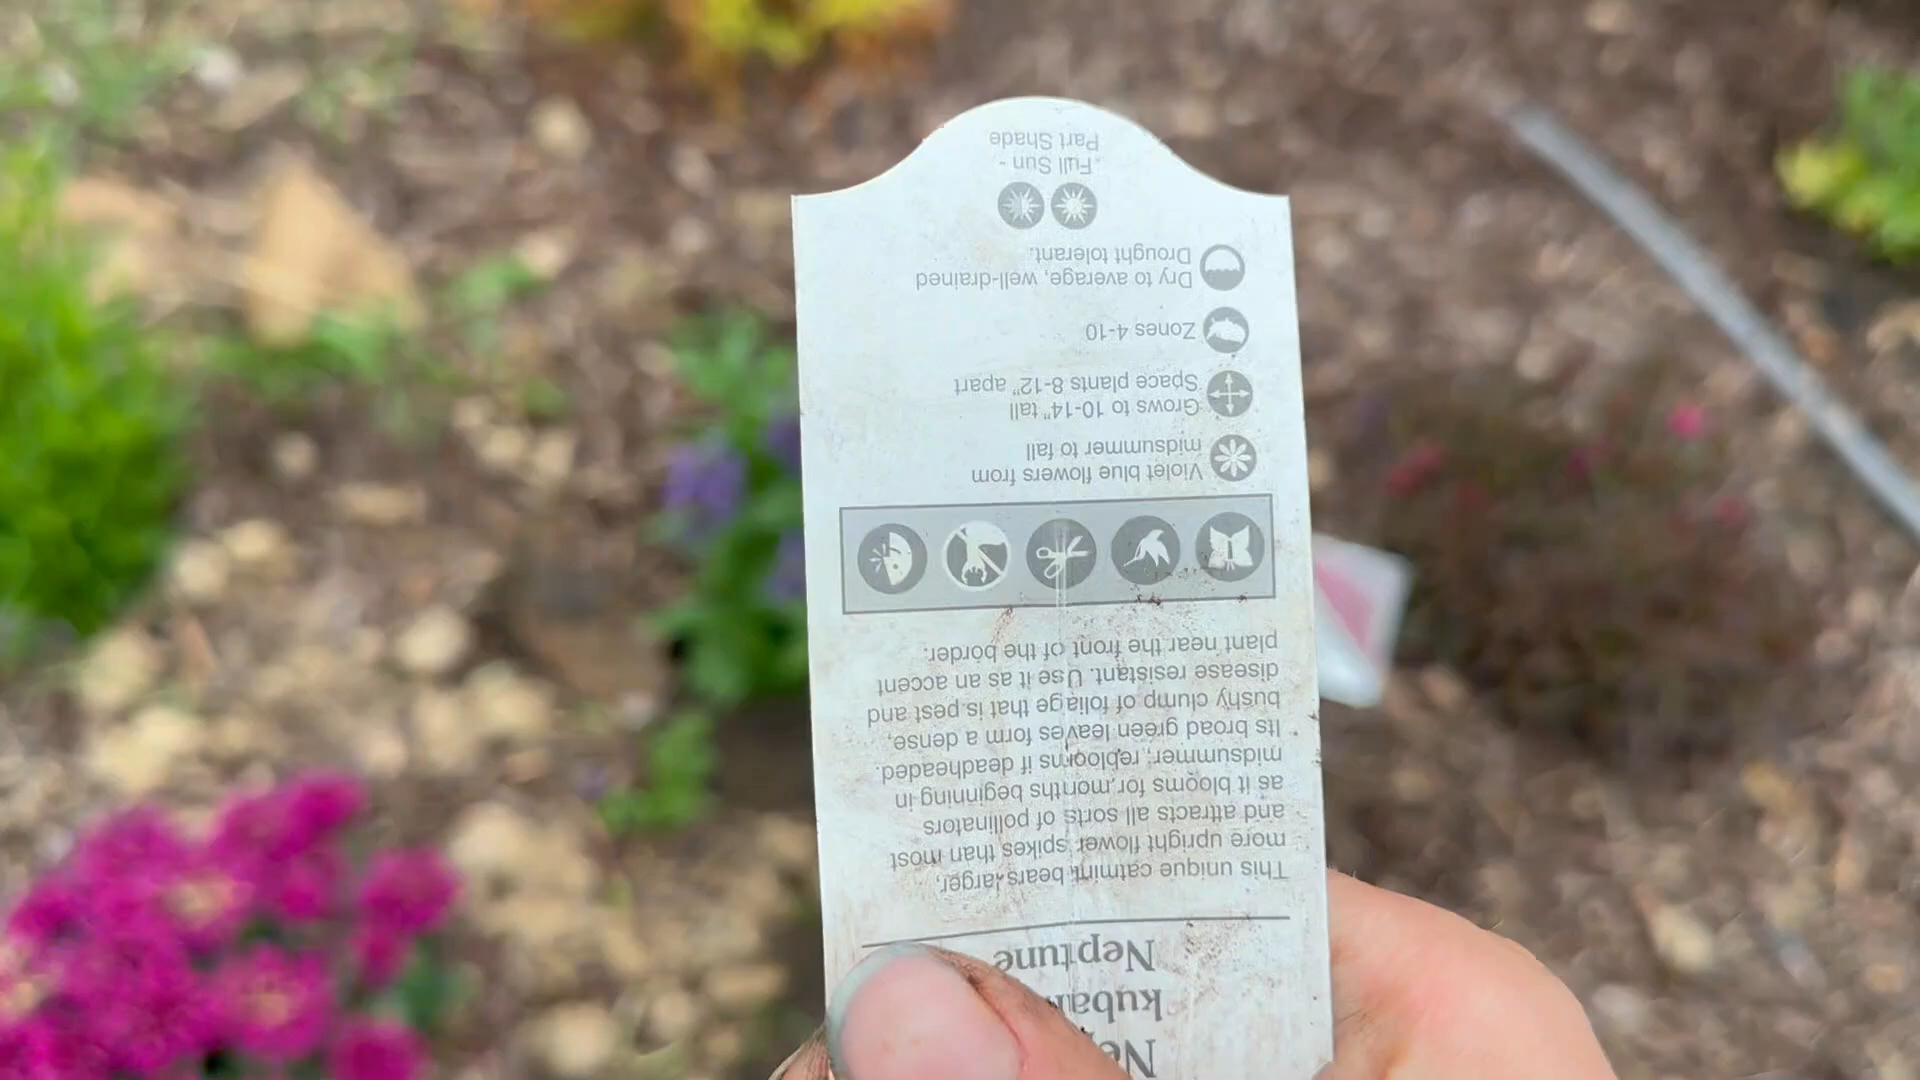 Neptune
This unique catmint bears larger,
more upright flower spikes than most
and attracts all sorts of pollinators
as it blooms for months beginning in
midsummer; reblooms if deadheaded.
Its broad green leaves form a dense,
bushy clump of foliage that is pest and
disease resistant. Use it as an accent
plant near the front of the border.
Violet blue flowers from
midsummer to fall
Grows to 10-14" tall
Space plants 8-12" apart
Zones 4-10
Dry to average, well-drained
Drought tolerant.
Full Sun -
Part Shade